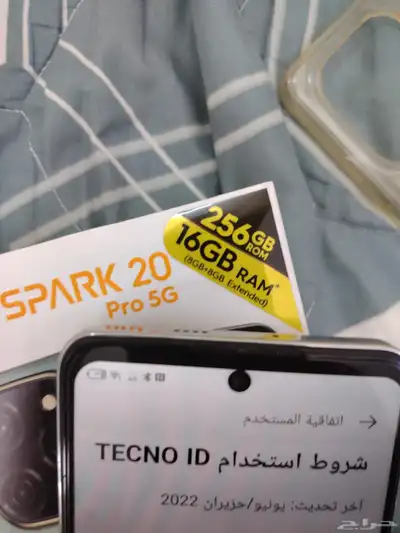 SPARK 20
Pro 5G
256GB
ROM
16GB RAM*
(8GB+8GB Extended)
اتفاقية المستخدم
شروط استخدام TECNO ID
آخر تحديث: يونيو/حزيران 2022
حراج